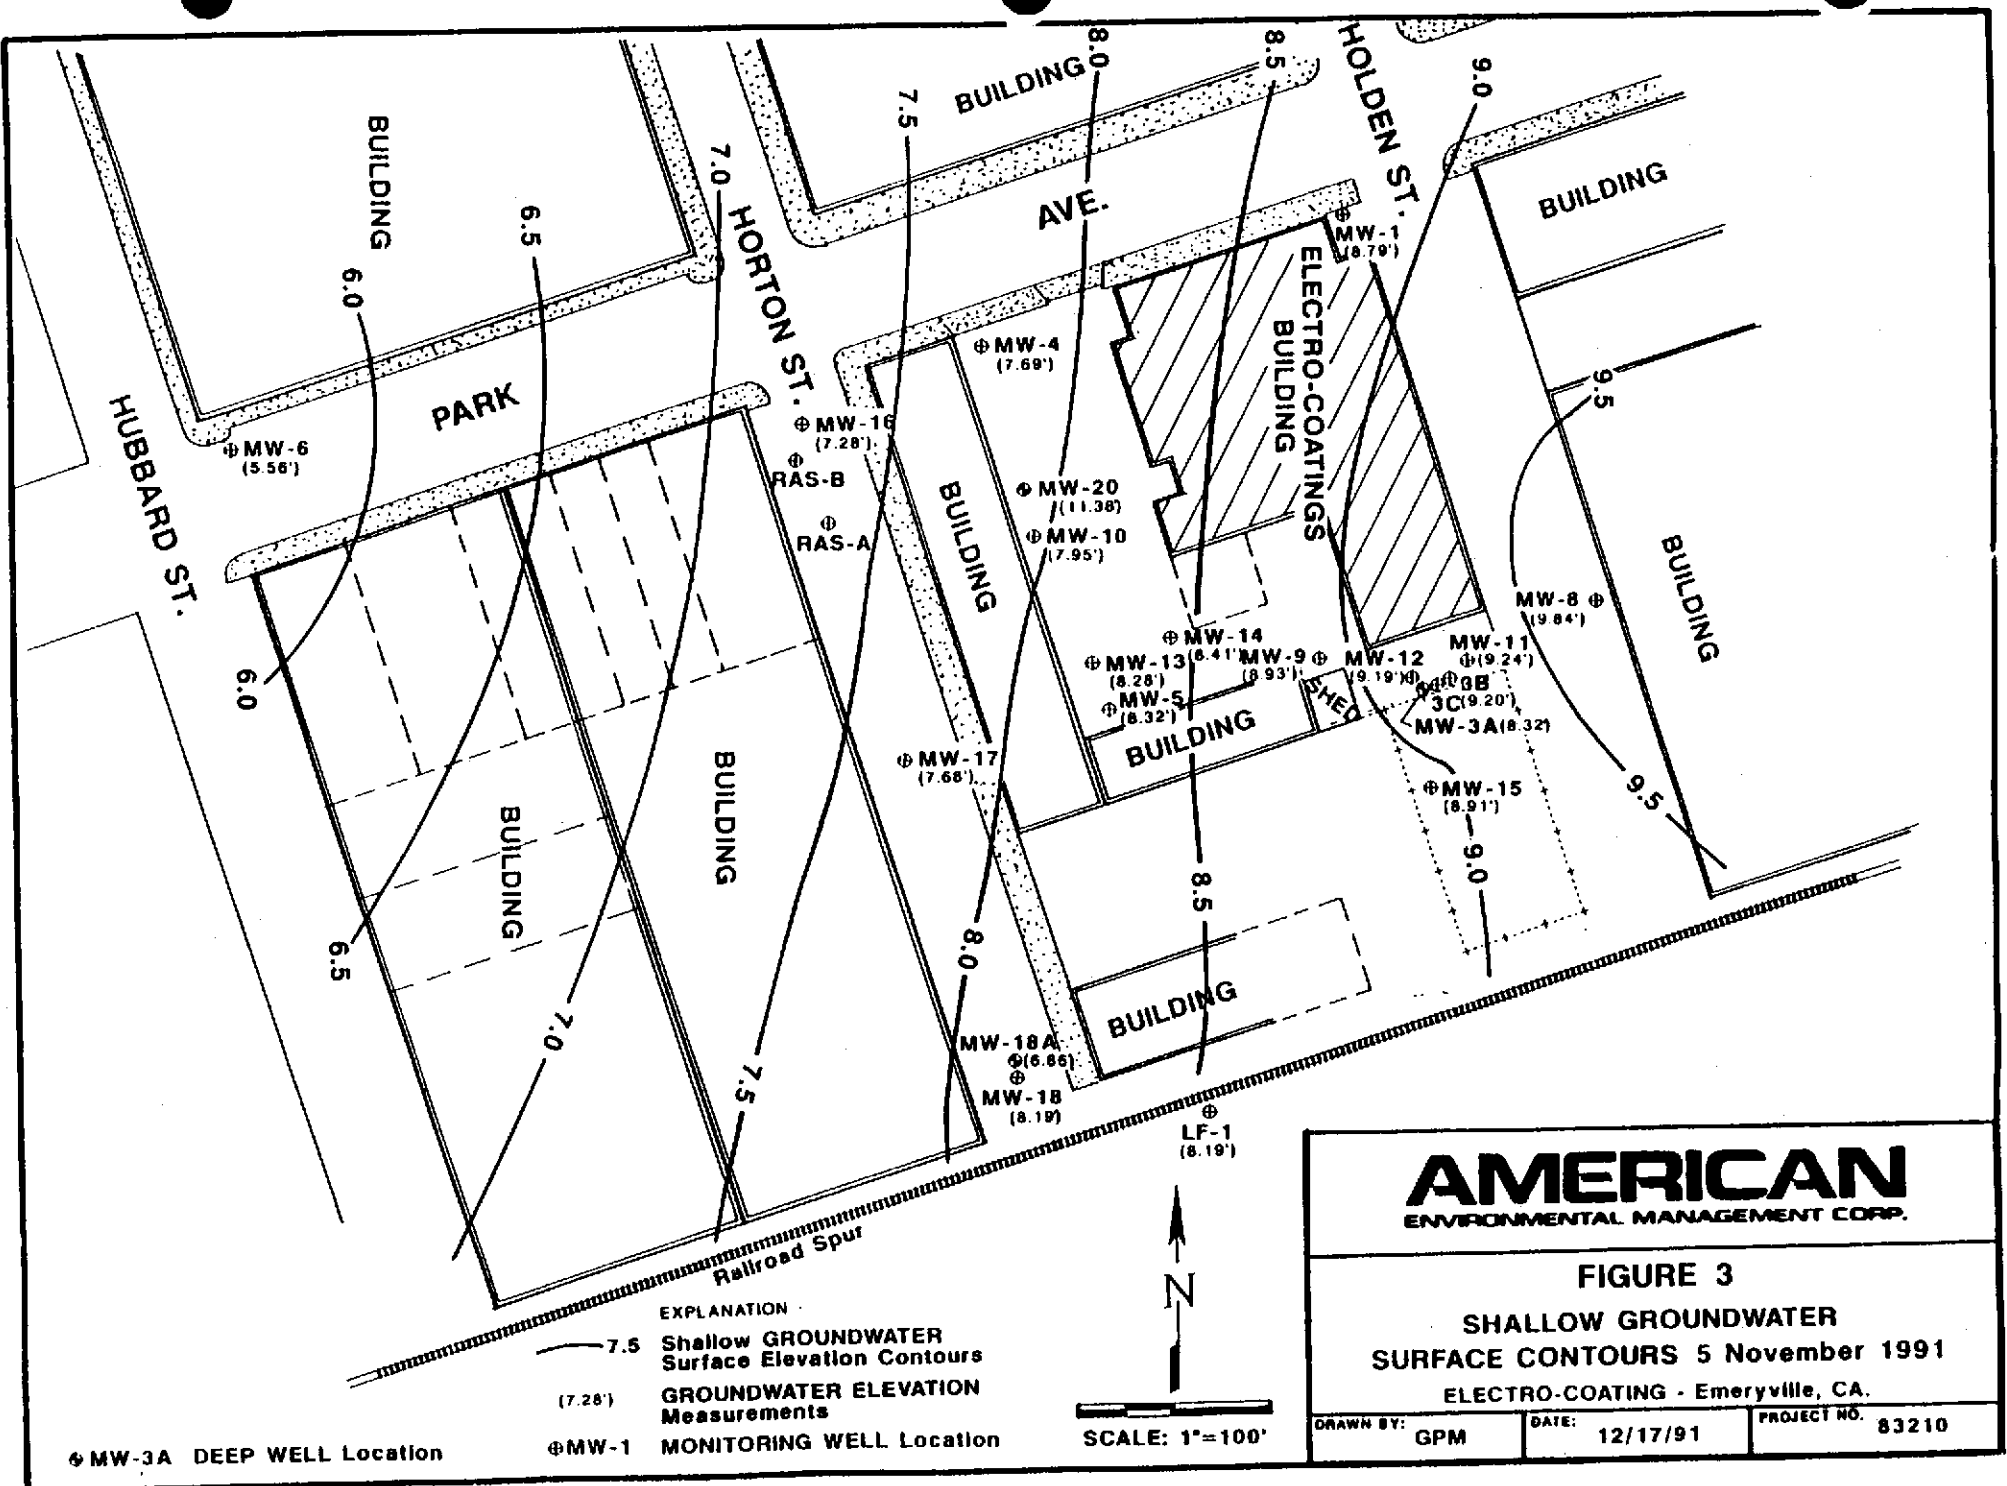 8.0
8.5
HOLDEN ST.
9.0
BUILDING
7.5
BUILDING
7.0
HORTON ST.
BUILDING
AVE.
6.5
MW-1
(8.79')
6.0
ELECTRO-COATINGS
BUILDING
MW-4
(7.69')
9.5
PARK
HUBBARD ST.
MW-16
(7.28')
MW-6
(5.56')
RAS-B
MW-20
(11.38)
RAS-A
MW-10
(7.95')
BUILDING
BUILDING
MW-8
(9.84')
MW-14
MW-13
(8.28')
MW-9
(8.93')
MW-12
(9.19')
MW-11
(9.24')
3B
3C(9.20')
MW-3A(8.32)
MW-5
(8.32')
SHED
6.0
BUILDING
MW-17
(7.68')
MW-15
(8.91')
9.5
BUILDING
BUILDING
9.0
8.5
6.5
8.0
BUILDING
7.0
7.5
MW-18A
(6.86)
MW-18
(8.19')
LF-1
(8.19')
Railroad Spur
N
EXPLANATION
7.5 Shallow GROUNDWATER
Surface Elevation Contours
(7.28') GROUNDWATER ELEVATION
Measurements
MW-3A DEEP WELL Location
MW-1 MONITORING WELL Location
SCALE: 1"=100'
AMERICAN
ENVIRONMENTAL MANAGEMENT CORP.
FIGURE 3
SHALLOW GROUNDWATER
SURFACE CONTOURS 5 November 1991
ELECTRO-COATING - Emeryville, CA.
DRAWN BY: GPM
DATE: 12/17/91
PROJECT NO. 83210